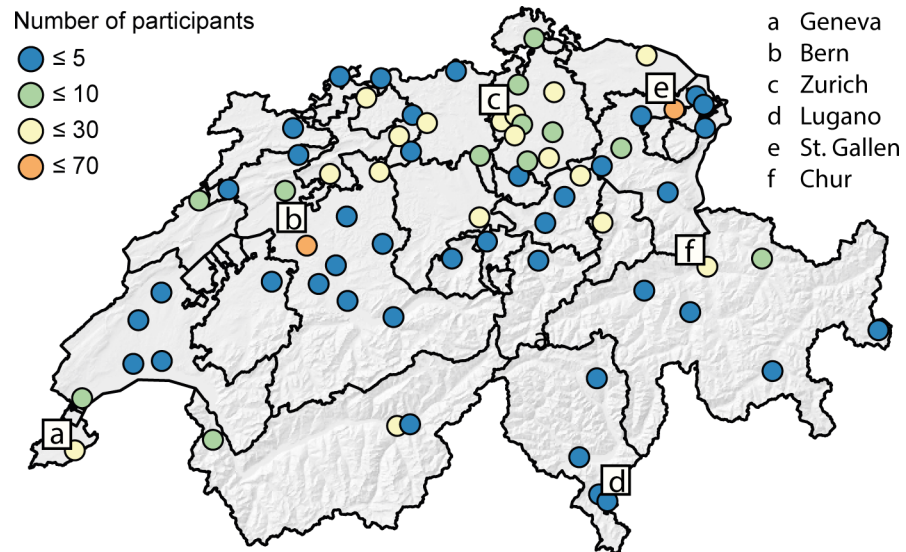 Number of participants
≤ 5
≤ 10
≤ 30
≤ 70
a Geneva
b Bern
c Zurich
d Lugano
e St. Gallen
f Chur
e
c
b
f
a
d